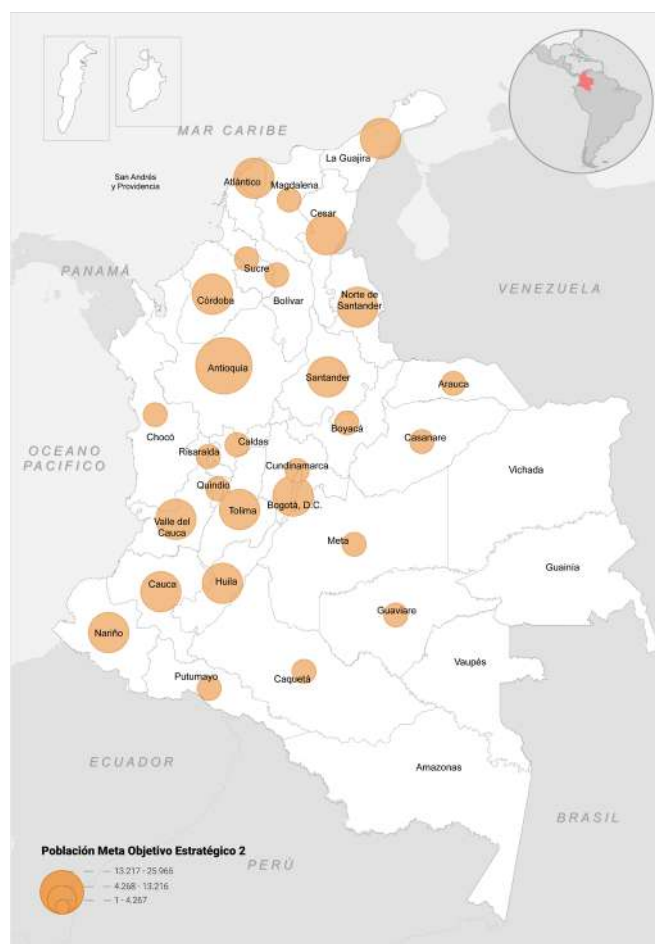 MAR CARIBE
La Guajira
San Andrés
y Providencia
Atlántico
Magdalena
Cesar
PANAMÁ
Sucre
VENEZUELA
Córdoba
Bolívar
Norte de
Santander
Antioquia
Santander
Arauca
Chocó
Boyacá
Caldas
Casanare
OCEANO
PACIFICO
Risaralda
Cundinamarca
Vichada
Quindío
Tolima
Bogotá, D.C.
Valle del
Cauca
Meta
Guainía
Cauca
Huila
Guaviare
Nariño
Vaupés
Putumayo
Caquetá
ECUADOR
Amazonas
BRASIL
PERÚ
Población Meta Objetivo Estratégico 2
13.217 - 25.965
4.268 - 13.216
1 - 4.267